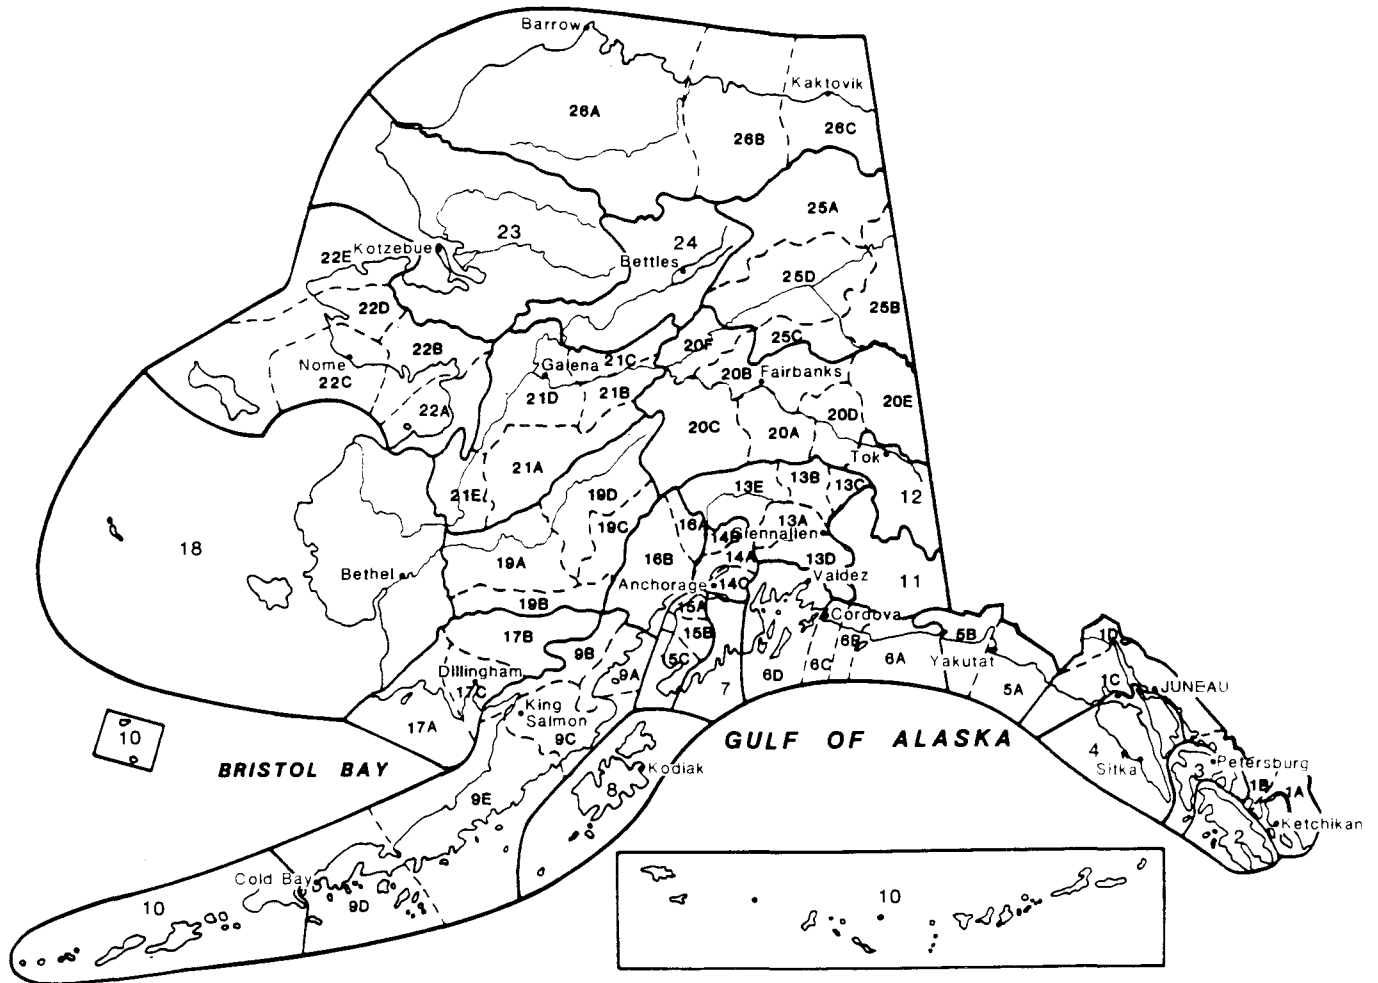 Barrow
Kaktovik
26A
26B
26C
25A
23
24
22E
Kotzebue
Bettles
25D
22D
25B
25C
20F
22B
Nome
22C
Galena
21C
20B
Fairbanks
21D
21B
22A
20E
20C
20D
20A
Tok
21A
13E
13B
13C
12
21E
19D
19C
16A
13A
14B
Glennallen
18
19A
16B
14A
13D
Bethel
Anchorage
14C
Valdez
11
19B
15A
Cordova
17B
15B
6B
5B
1D
9B
15C
6A
Yakutat
Dillingham
9A
6C
17C
7
6D
5A
1C
JUNEAU
King
Salmon
17A
9C
10
BRISTOL BAY
GULF OF ALASKA
4
Sitka
3
Petersburg
Kodiak
8
9E
1B
1A
Ketchikan
2
Cold Bay
10
9D
10